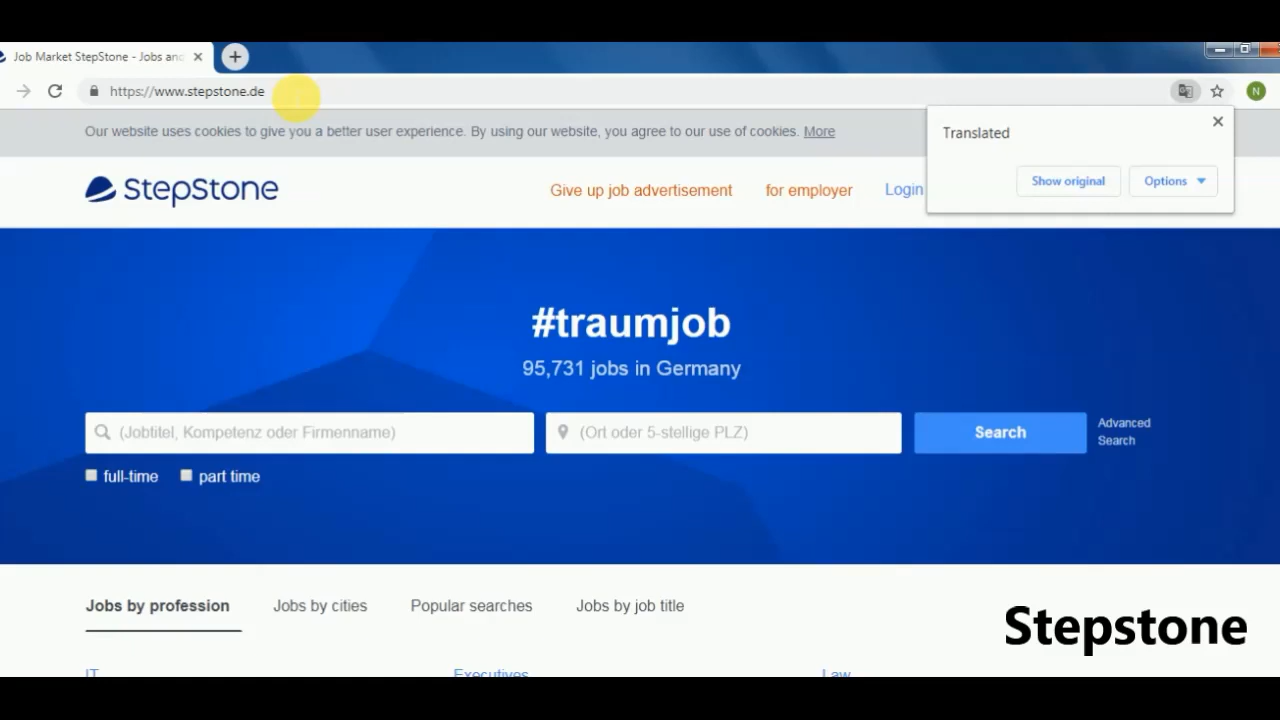 Job Market StepStone - Jobs and
https://www.stepstone.de
N
Our website uses cookies to give you a better user experience. By using our website, you agree to our use of cookies. More
Translated
Show original
Options
StepStone
Give up job advertisement
for employer
Login
#traumjob
95,731 jobs in Germany
(Jobtitel, Kompetenz oder Firmenname)
(Ort oder 5-stellige PLZ)
Search
Advanced
Search
full-time
part time
Jobs by profession
Jobs by cities
Popular searches
Jobs by job title
Stepstone
IT
Executives
Law